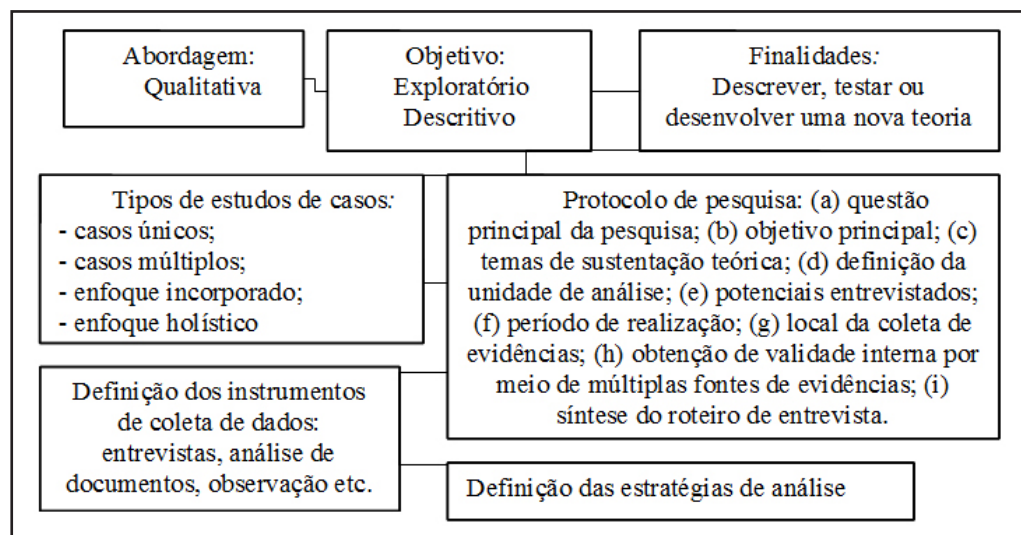 Abordagem:
Qualitativa
Objetivo:
Exploratório
Descritivo
Finalidades:
Descrever, testar ou
desenvolver uma nova teoria
Tipos de estudos de casos:
- casos únicos;
- casos múltiplos;
- enfoque incorporado;
- enfoque holístico
Protocolo de pesquisa: (a) questão
principal da pesquisa; (b) objetivo principal; (c)
temas de sustentação teórica; (d) definição da
unidade de análise; (e) potenciais entrevistados;
(f) período de realização; (g) local da coleta de
evidências; (h) obtenção de validade interna por
meio de múltiplas fontes de evidências; (i)
síntese do roteiro de entrevista.
Definição dos instrumentos
de coleta de dados:
entrevistas, análise de
documentos, observação etc.
Definição das estratégias de análise